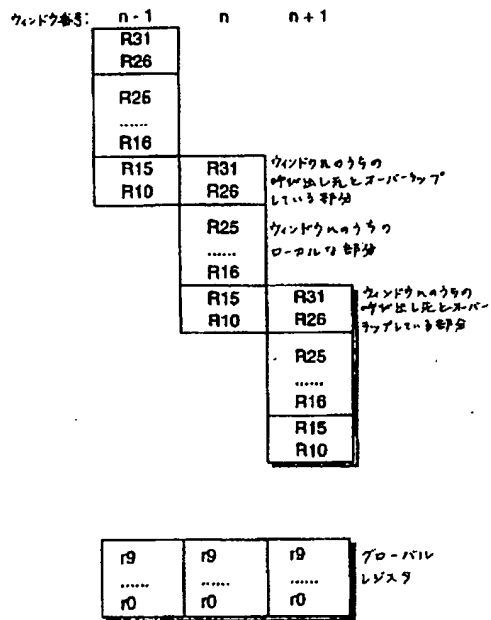 ウィンドウ番号: n - 1 n n + 1
R31
R26
R25
......
R16
R15 R31
R10 R26
ウィンドウnのうちの
呼び出し元とオーバーラップ
している部分
R25
......
R16
ウィンドウnのうちの
ローカルな部分
R15 R31
R10 R26
ウィンドウnのうちの
呼び出し先とオーバー
ラップしている部分
R25
......
R16
R15
R10
r9 r9 r9
...... ...... ......
r0 r0 r0
グローバル
レジスタ